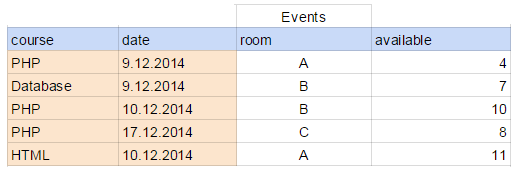 Events
course date room available
PHP 9.12.2014 A 4
Database 9.12.2014 B 7
PHP 10.12.2014 B 10
PHP 17.12.2014 C 8
HTML 10.12.2014 A 11